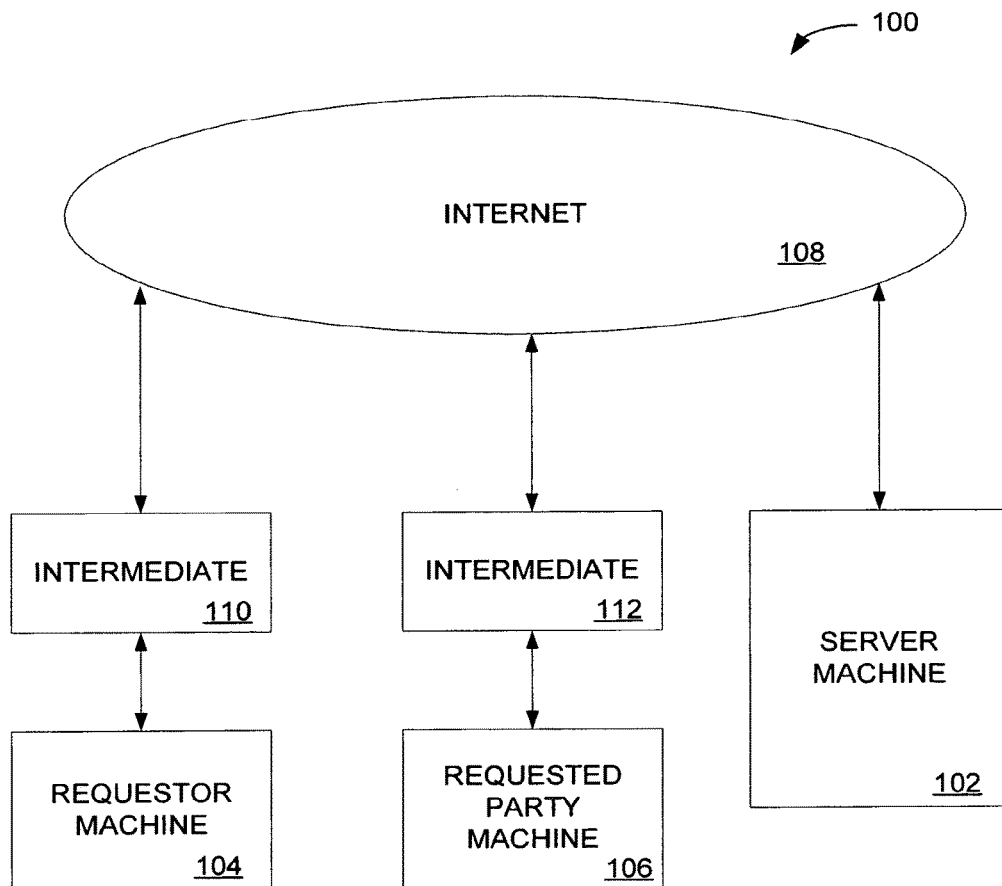 100
INTERNET
108
INTERMEDIATE
110
INTERMEDIATE
112
SERVER
MACHINE
102
REQUESTOR
MACHINE
104
REQUESTED
PARTY
MACHINE
106